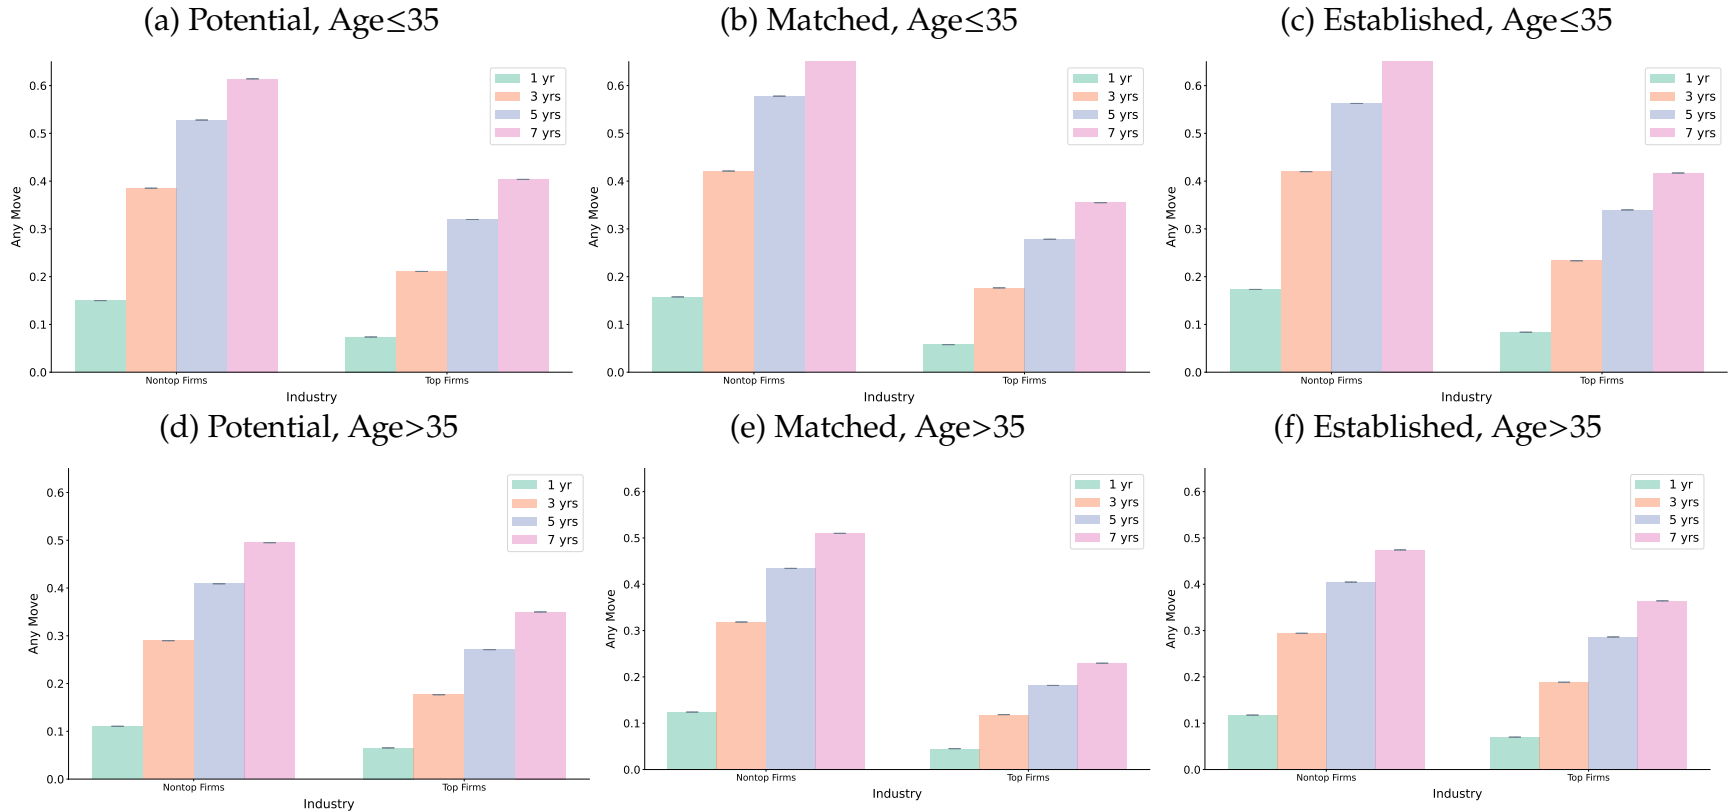 (a) Potential, Age≤35
0.6
0.5
0.4
0.3
0.2
0.1
0.0
Any Move
1 yr
3 yrs
5 yrs
7 yrs
Nontop Firms
Top Firms
Industry
(b) Matched, Age≤35
0.6
0.5
0.4
0.3
0.2
0.1
0.0
Any Move
1 yr
3 yrs
5 yrs
7 yrs
Nontop Firms
Top Firms
Industry
(c) Established, Age≤35
0.6
0.5
0.4
0.3
0.2
0.1
0.0
Any Move
1 yr
3 yrs
5 yrs
7 yrs
Nontop Firms
Top Firms
Industry
(d) Potential, Age>35
0.6
0.5
0.4
0.3
0.2
0.1
0.0
Any Move
1 yr
3 yrs
5 yrs
7 yrs
Nontop Firms
Top Firms
Industry
(e) Matched, Age>35
0.6
0.5
0.4
0.3
0.2
0.1
0.0
Any Move
1 yr
3 yrs
5 yrs
7 yrs
Nontop Firms
Top Firms
Industry
(f) Established, Age>35
0.6
0.5
0.4
0.3
0.2
0.1
0.0
Any Move
1 yr
3 yrs
5 yrs
7 yrs
Nontop Firms
Top Firms
Industry